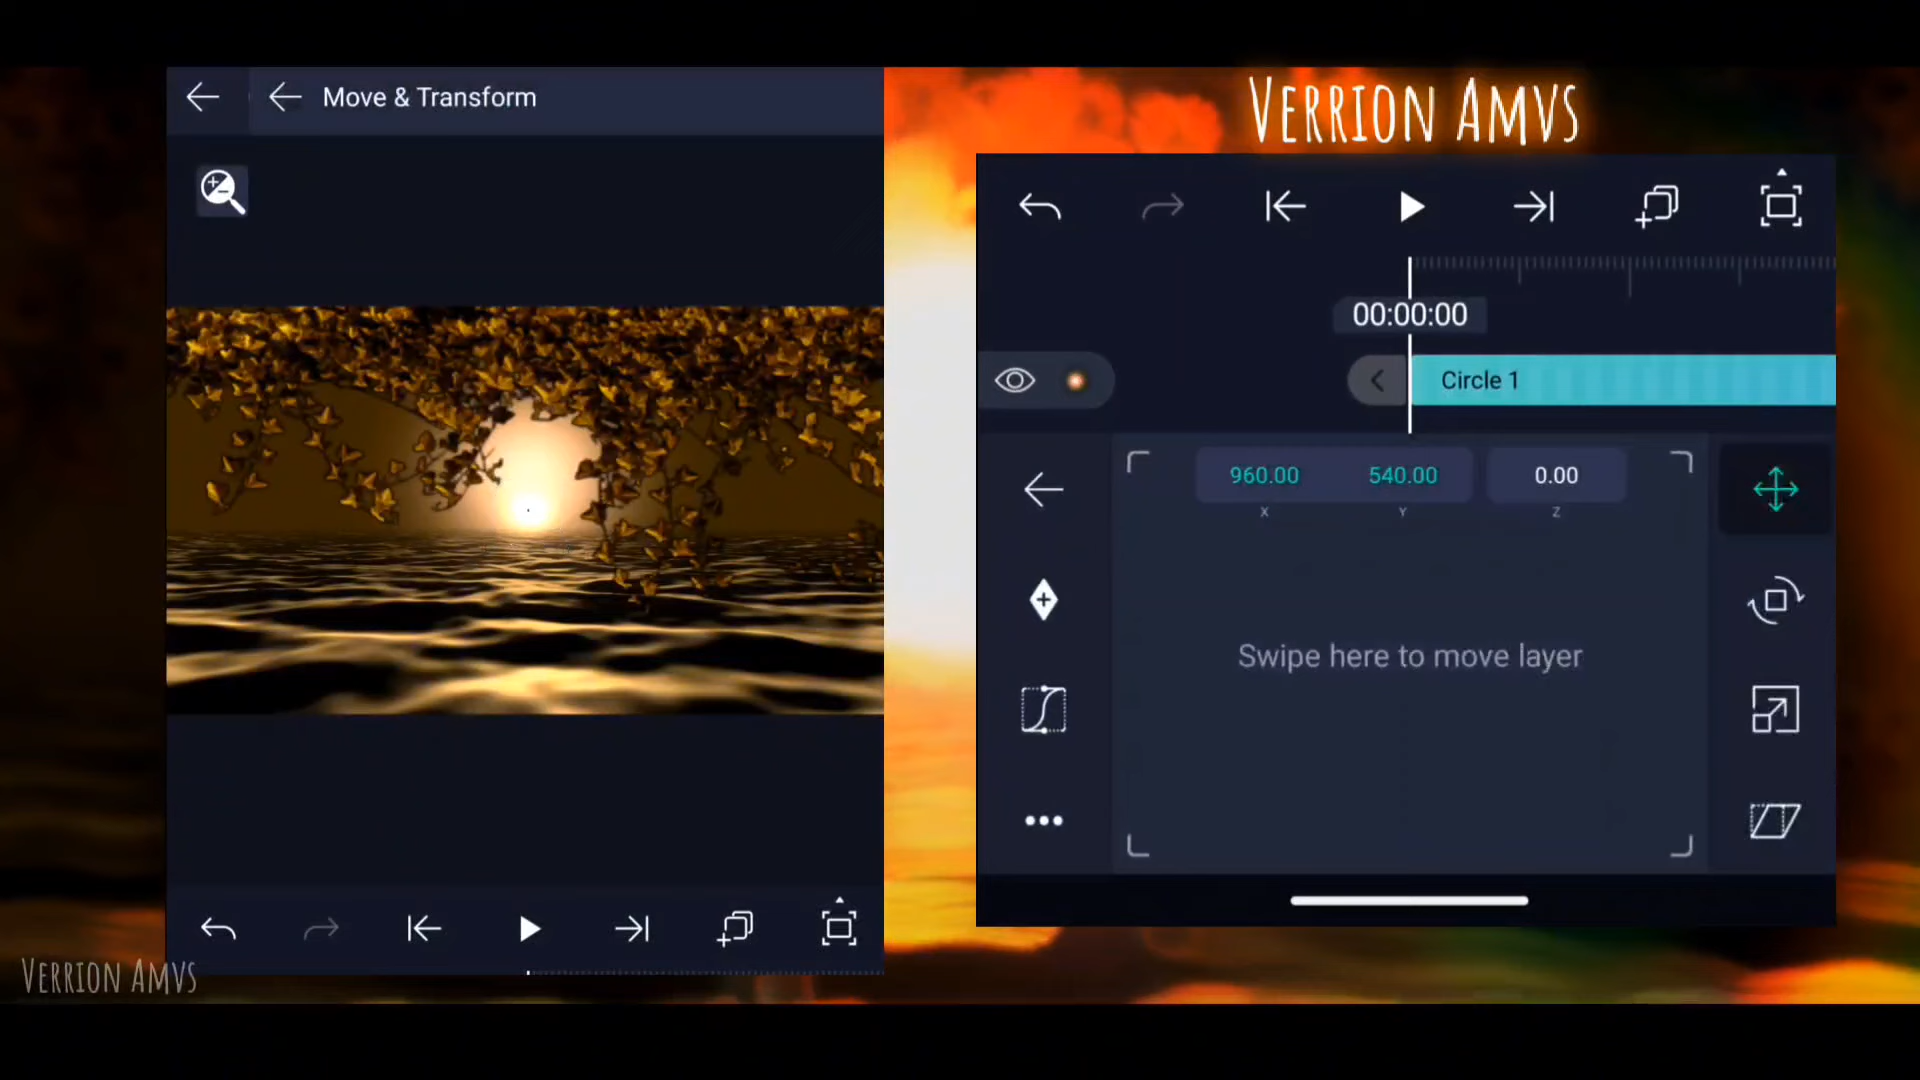 Move & Transform
VERRION AMVS
00:00:00
Circle 1
960.00 540.00 0.00
X Y Z
Swipe here to move layer
VERRION AMVS